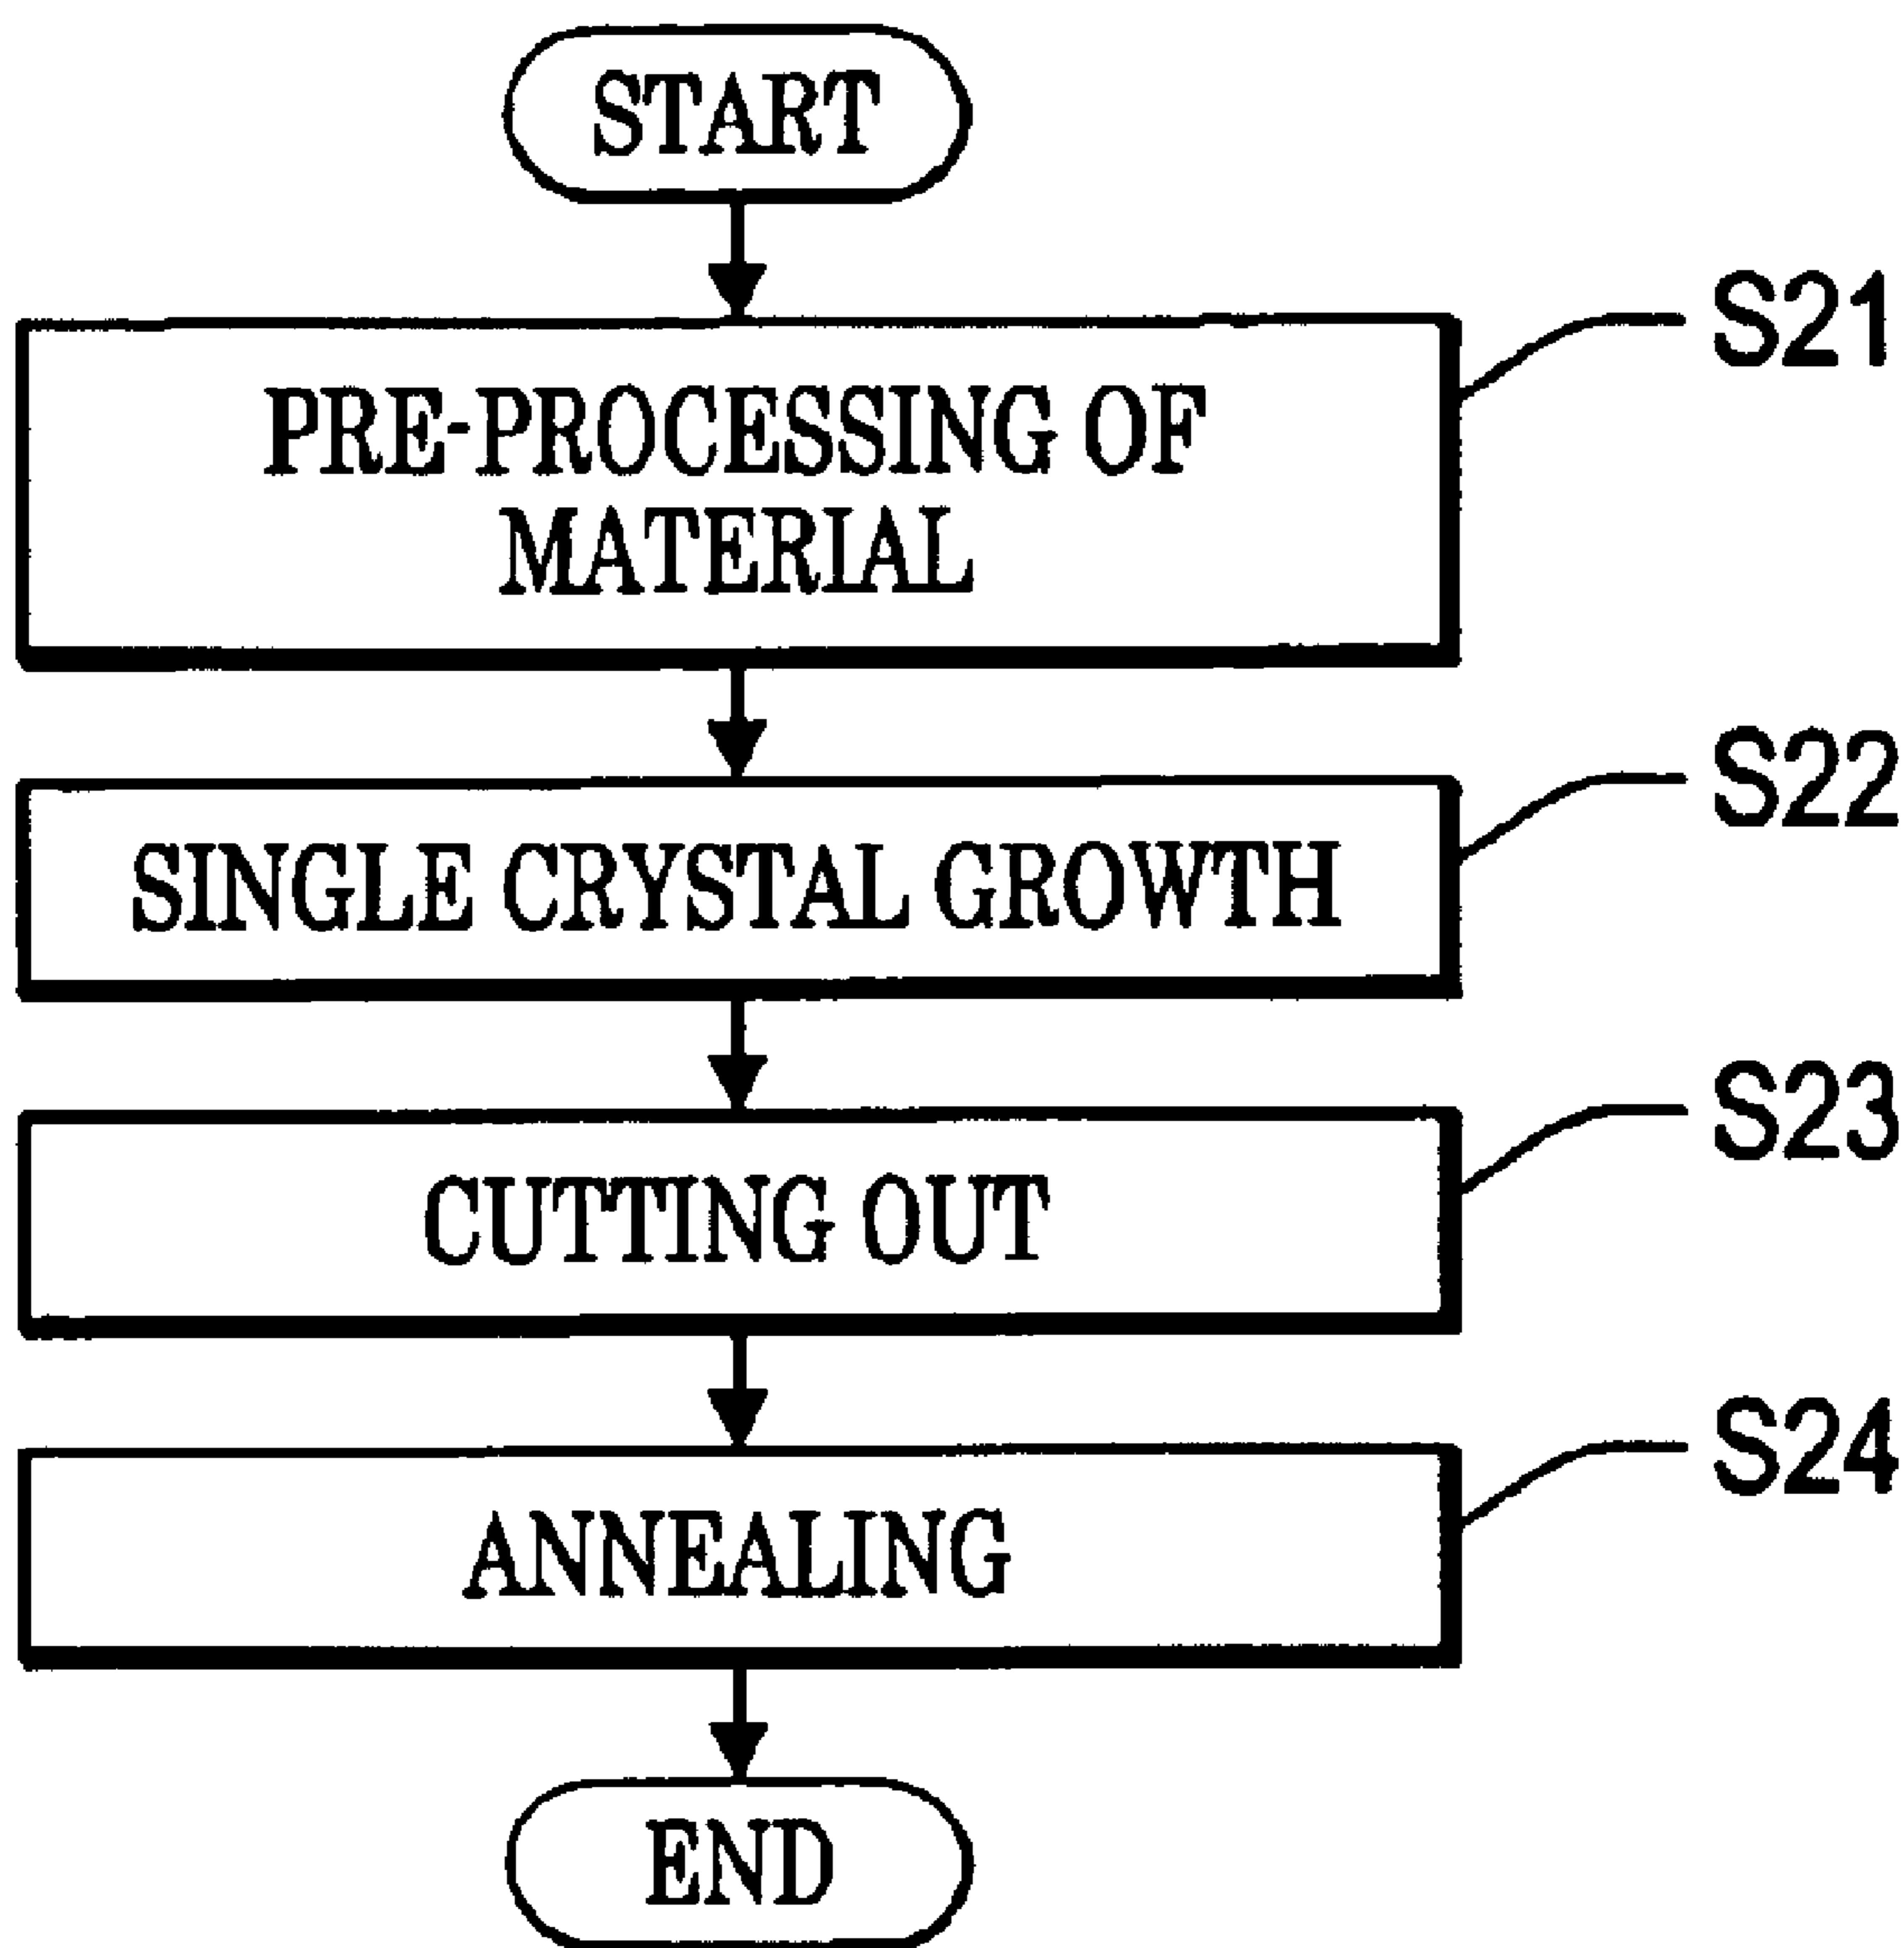 START
S21
PRE-PROCESSING OF
MATERIAL
S22
SINGLE CRYSTAL GROWTH
S23
CUTTING OUT
S24
ANNEALING
END